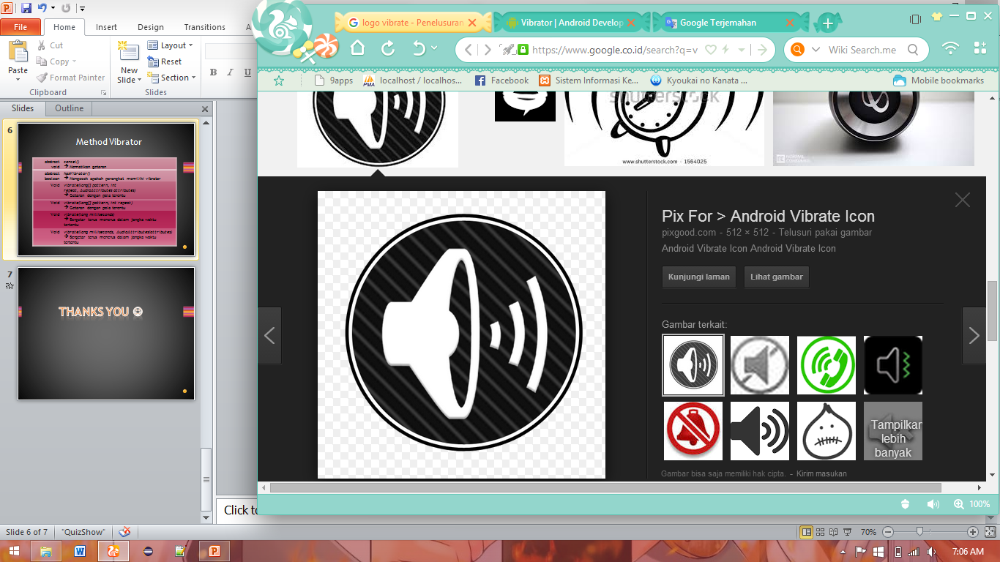 File
Home
Insert
Design
Transitions
A
Paste
Cut
Copy
Format Painter
Clipboard
New
Slide
Layout
Reset
Section
Slides
B I U
Slides
Outline
6
Method Vibrator
abstract void cancel()
Mematikan getaran
abstract boolean hasVibrator()
Mengecek apakah perangkat memiliki vibrator
Void vibrate(long[] pattern, int
repeat, AudioAttributes attributes)
Getaran dengan pola tertentu
Void vibrate(long[] pattern, int repeat)
Getaran dengan pola tertentu
Void vibrate(long milliseconds)
Bergetar terus menerus dalam jangka waktu
tertentu
Void vibrate(long milliseconds, AudioAttributes attributes)
Bergetar terus menerus dalam jangka waktu
tertentu
7
THANKS YOU
Click to
Slide 6 of 7
"QuizShow"
70%
logo vibrate - Penelusuran
Vibrator | Android Develop
Google Terjemahan
https://www.google.co.id/search?q=v
Wiki Search.me
9apps
PMA
localhost / localhos...
Facebook
Sistem Informasi Ke...
Kyoukai no Kanata ...
Mobile bookmarks
shutterstock
www.shutterstock.com · 1564025
Pix For > Android Vibrate Icon
pixgood.com - 512 × 512 - Telusuri pakai gambar
Android Vibrate Icon Android Vibrate Icon
Kunjungi laman
Lihat gambar
Gambar terkait:
Tampilkan
lebih
banyak
Gambar bisa saja memiliki hak cipta. - Kirim masukan
100%
7:06 AM